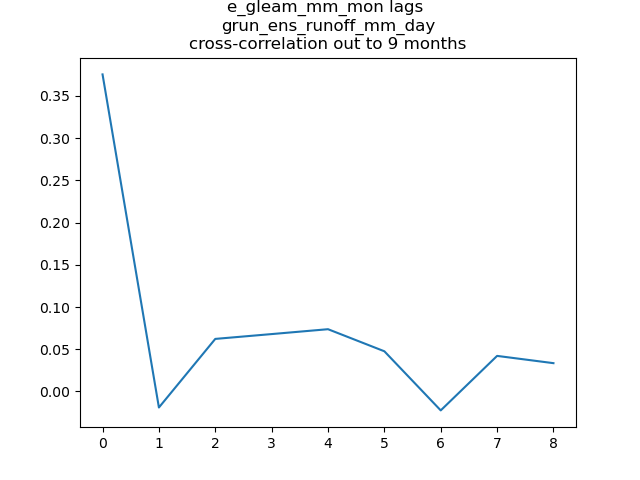 e_gleam_mm_mon lags
grun_ens_runoff_mm_day
cross-correlation out to 9 months
0.35
0.30
0.25
0.20
0.15
0.10
0.05
0.00
0 1 2 3 4 5 6 7 8